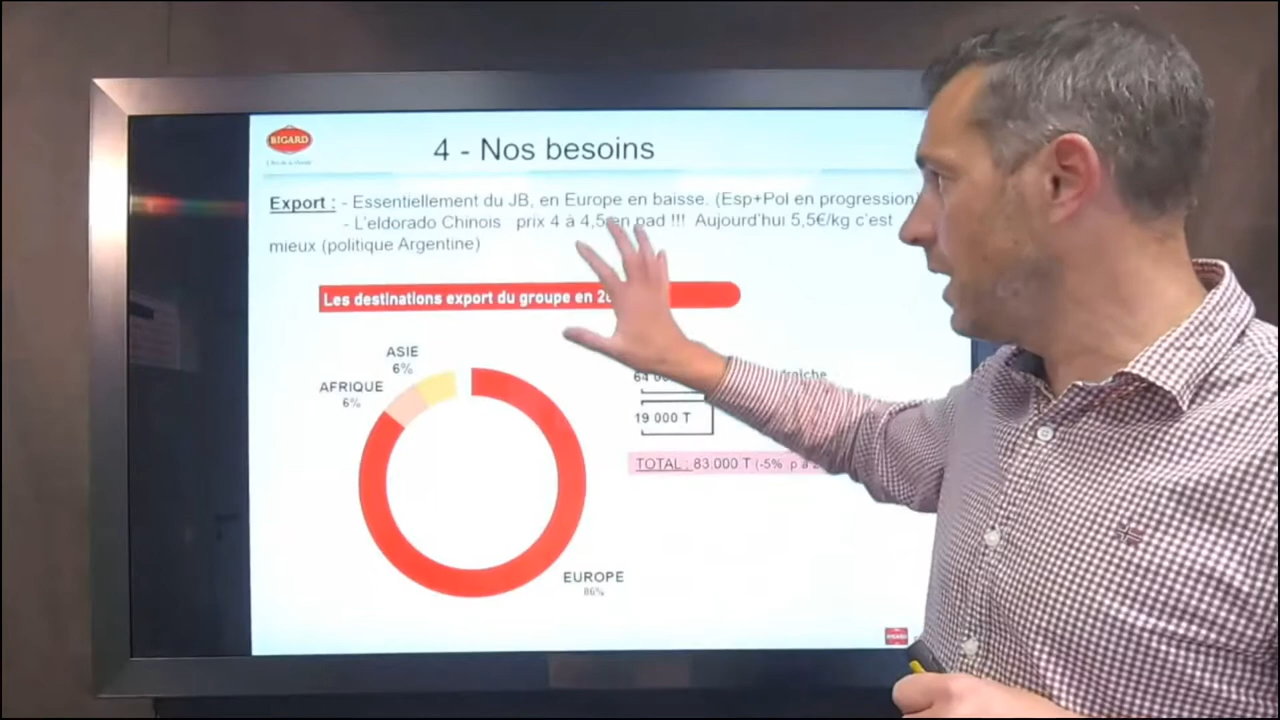 BIGARD
4 - Nos besoins
Export : - Essentiellement du JB, en Europe en baisse. (Esp+Pol en progression)
- L'eldorado Chinois prix 4 à 4,5 en pad !!! Aujourd'hui 5,5€/kg c'est
mieux (politique Argentine)
Les destinations export du groupe en
ASIE
6%
AFRIQUE
6%
EUROPE
86%
fraîche
19 000 T
TOTAL : 83.000 T (-5%